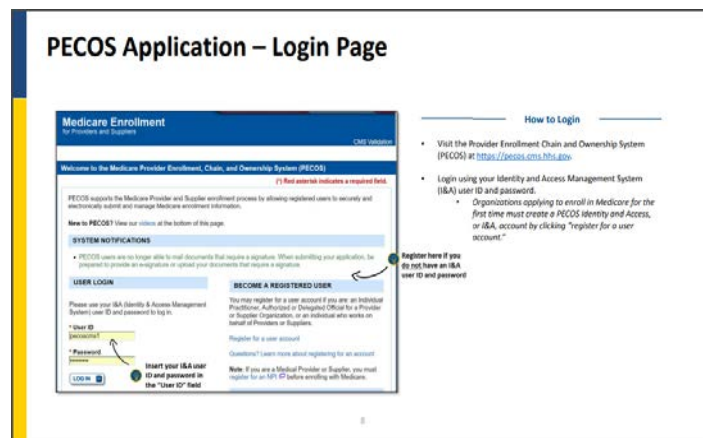 PECOS Application – Login Page
Medicare Enrollment
for Providers and Suppliers
CMS Validation
Welcome to the Medicare Provider Enrollment, Chain, and Ownership System (PECOS)
(*) Red asterisk indicates a required field.
PECOS supports the Medicare Provider and Supplier enrollment process by allowing registered users to securely and
electronically submit and manage Medicare enrollment information.
New to PECOS? View our videos at the bottom of this page.
SYSTEM NOTIFICATIONS
• PECOS users are no longer able to mail documents that require a signature. When submitting your application, be
prepared to provide an e-signature or upload your documents that require a signature.
USER LOGIN
Please use your I&A (Identity & Access Management
System) user ID and password to log in.
* User ID
pecoscms1
* Password
LOG IN
Insert your I&A user
ID and password in
the "User ID" field
BECOME A REGISTERED USER
You may register for a user account if you are: an Individual
Practitioner, Authorized or Delegated Official for a Provider
or Supplier Organization, or an individual who works on
behalf of Providers or Suppliers.
Register for a user account
Questions? Learn more about registering for an account
Note: If you are a Medical Provider or Supplier, you must
register for an NPI before enrolling with Medicare.
Register here if you
do not have an I&A
user ID and password
How to Login
• Visit the Provider Enrollment Chain and Ownership System
(PECOS) at https://pecos.cms.hhs.gov.
• Login using your Identity and Access Management System
(I&A) user ID and password.
• Organizations applying to enroll in Medicare for the
first time must create a PECOS Identity and Access,
or I&A, account by clicking "register for a user
account."
8